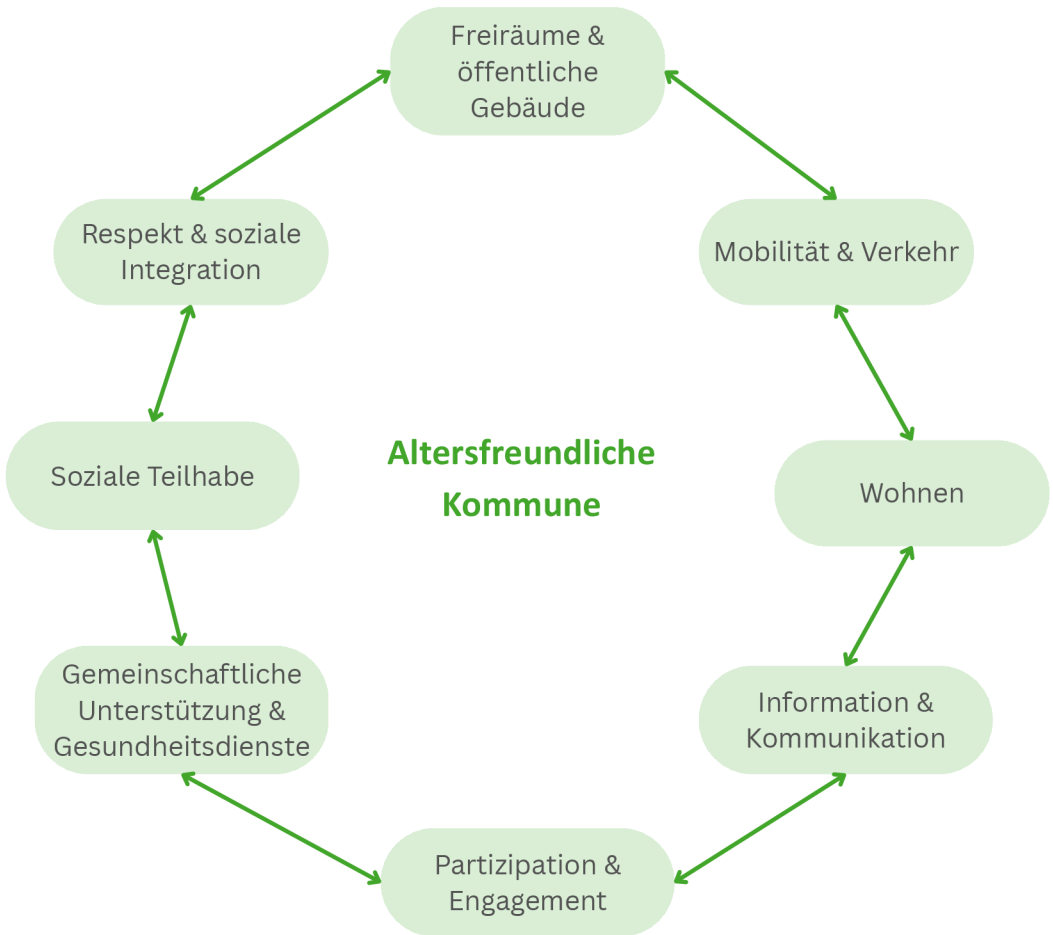 Freiräume &
öffentliche
Gebäude
Respekt & soziale
Integration
Mobilität & Verkehr
Soziale Teilhabe
Altersfreundliche
Kommune
Wohnen
Gemeinschaftliche
Unterstützung &
Gesundheitsdienste
Information &
Kommunikation
Partizipation &
Engagement